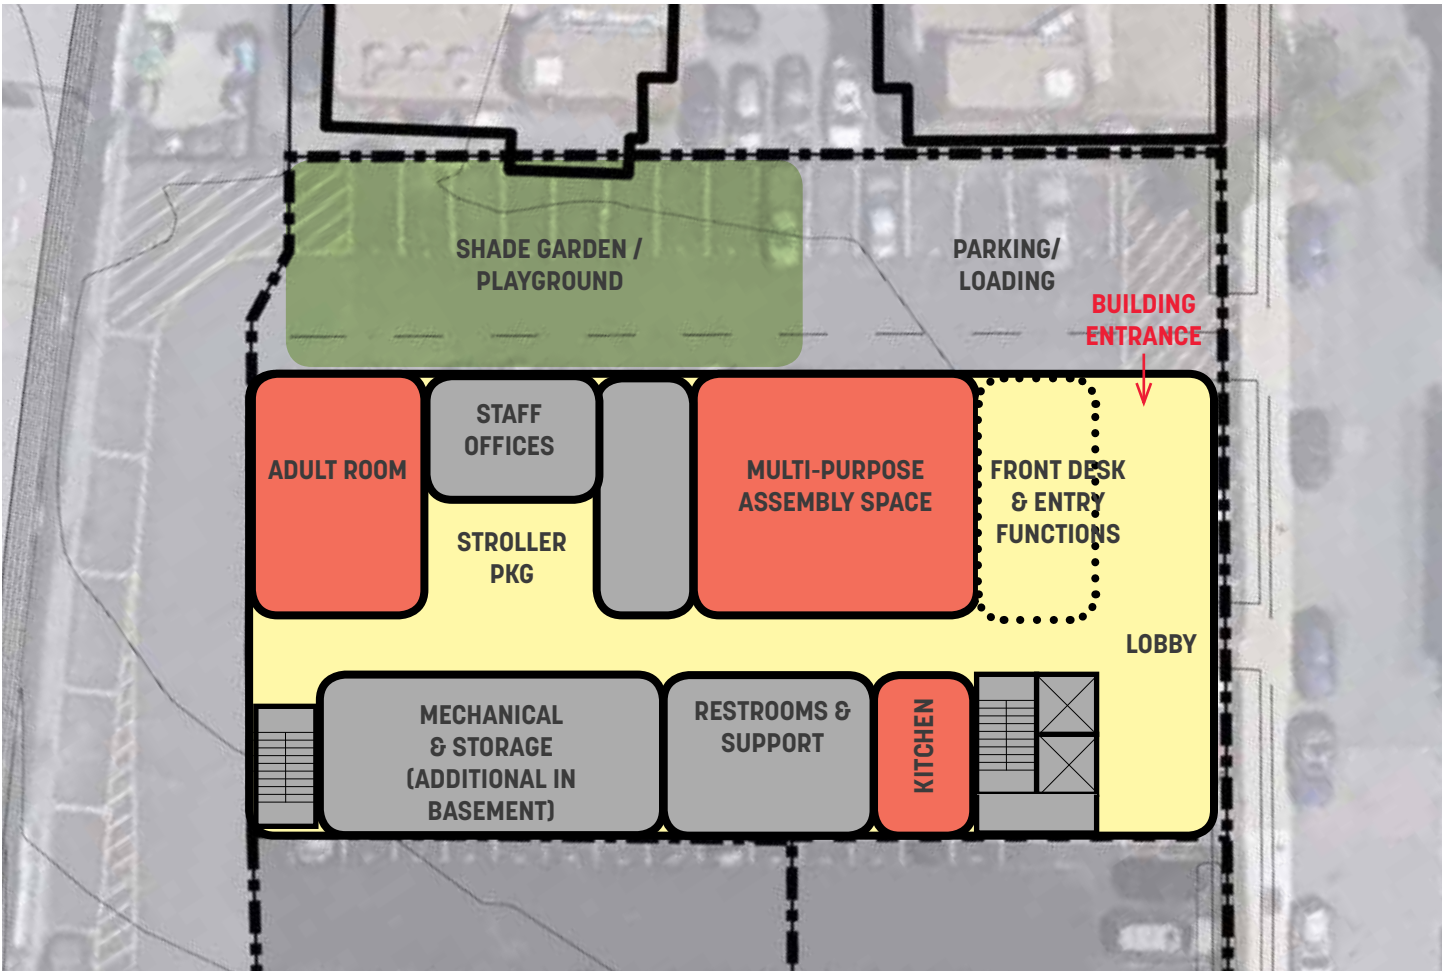 SHADE GARDEN /
PLAYGROUND
PARKING/
LOADING
BUILDING
ENTRANCE
ADULT ROOM
STAFF
OFFICES
STROLLER
PKG
MULTI-PURPOSE
ASSEMBLY SPACE
FRONT DESK
& ENTRY
FUNCTIONS
LOBBY
MECHANICAL
& STORAGE
(ADDITIONAL IN
BASEMENT)
RESTROOMS &
SUPPORT
KITCHEN